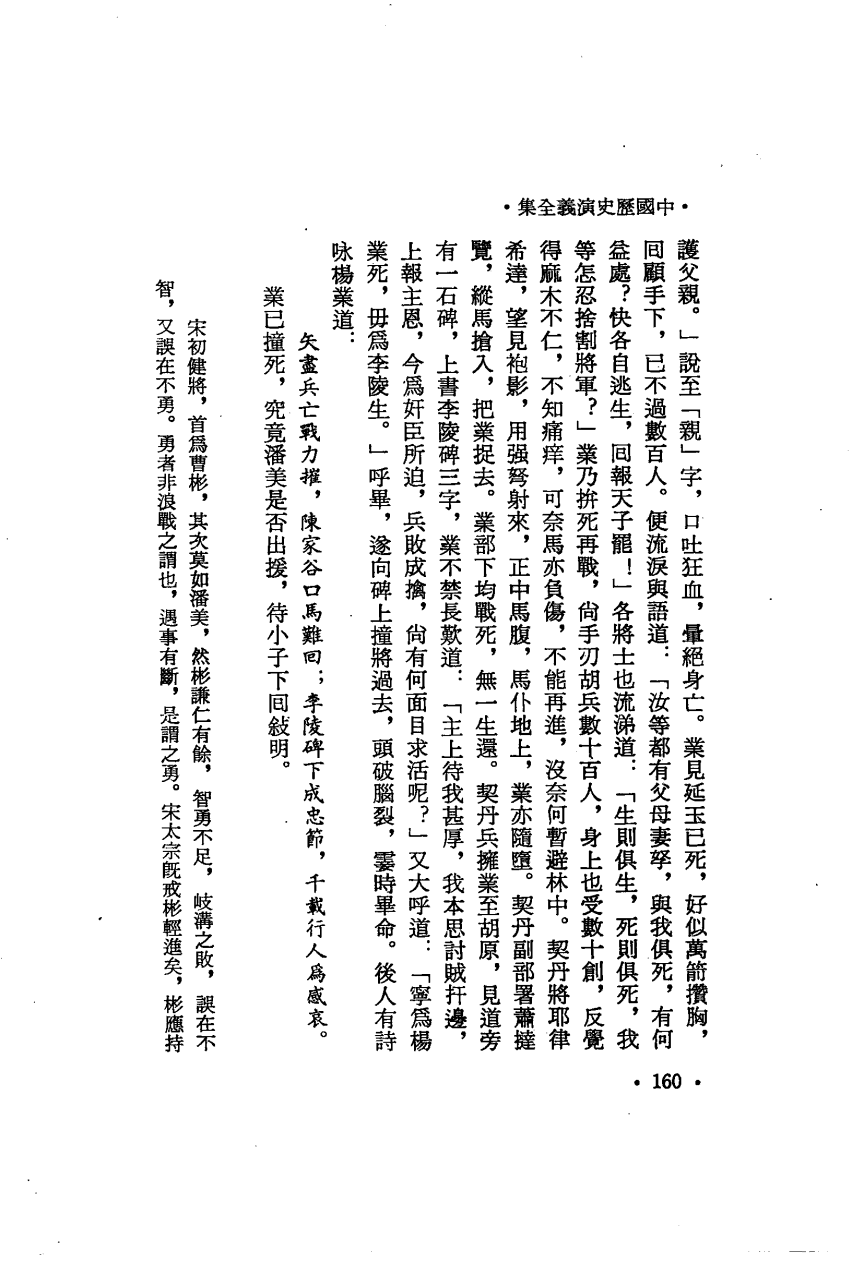 •中國歷史演義全集•
護父親。」說至「親」字，口吐狂血，暈絕身亡。業見延玉已死，好似萬箭攢胸，
回顧手下，已不過數百人。便流淚與語道：「汝等都有父母妻孥，與我俱死，有何
益處？快各自逃生，回報天子罷！」各將士也流涕道：「生則俱生，死則俱死，我
等怎忍捨割將軍？」業乃拚死再戰，尙手刃胡兵數十百人，身上也受數十創，反覺
得麻木不仁，不知痛痒，可奈馬亦負傷，不能再進，沒奈何暫避林中。契丹將耶律
希達，望見袍影，用强弩射來，正中馬腹，馬仆地上，業亦隨墮。契丹副部署蕭撻
覽，縱馬搶入，把業捉去。業部下均戰死，無一生還。契丹兵擁業至胡原，見道旁
有一石碑，上書李陵碑三字，業不禁長歎道：「主上待我甚厚，我本思討賊扞邊，
上報主恩，今爲奸臣所迫，兵敗成擒，尙有何面目求活呢？」又大呼道：「寧爲楊
業死，毋爲李陵生。」呼畢，遂向碑上撞將過去，頭破腦裂，霎時畢命。後人有詩
咏楊業道：
矢盡兵亡戰力摧，陳家谷口馬難回；李陵碑下成忠節，千載行人爲感哀。
業已撞死，究竟潘美是否出援，待小子下回敍明。
宋初健將，首爲曹彬，其次莫如潘美，然彬謙仁有餘，智勇不足，岐溝之敗，誤在不
智，又誤在不勇。勇者非浪戰之謂也，遇事有斷，是謂之勇。宋太宗旣戒彬輕進矣，彬應持
•160•